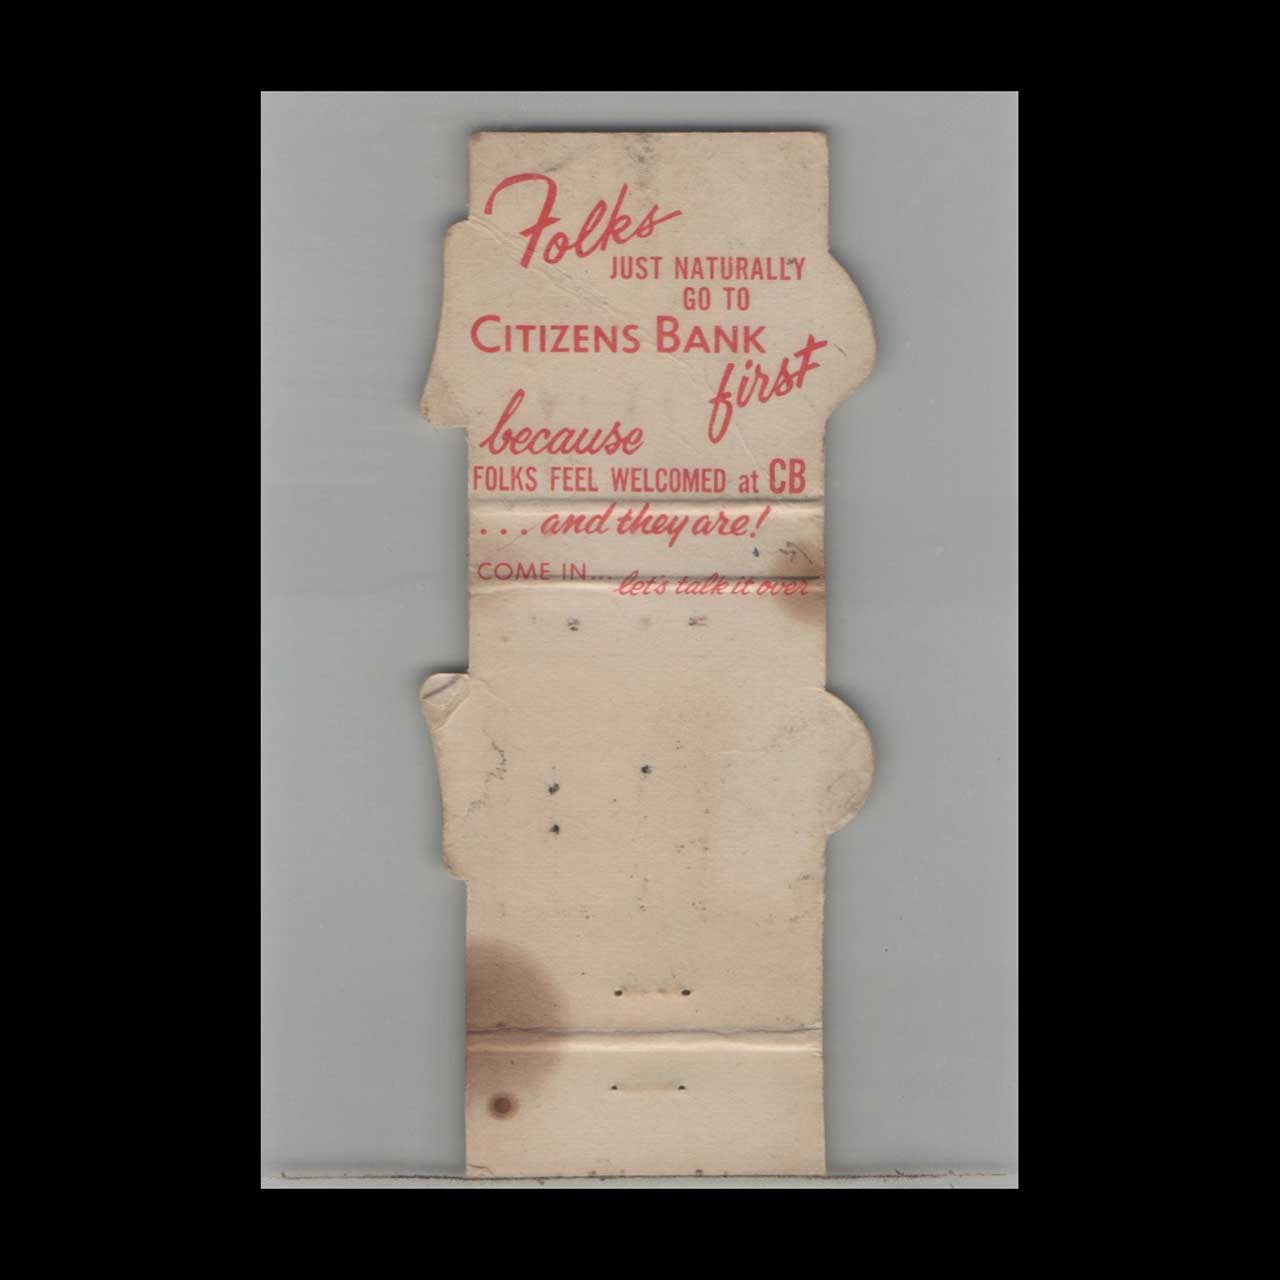 Folks
JUST NATURALLY
GO TO
CITIZENS BANK
first
because
FOLKS FEEL WELCOMED at CB
... and they are!
COME IN... let's talk it over